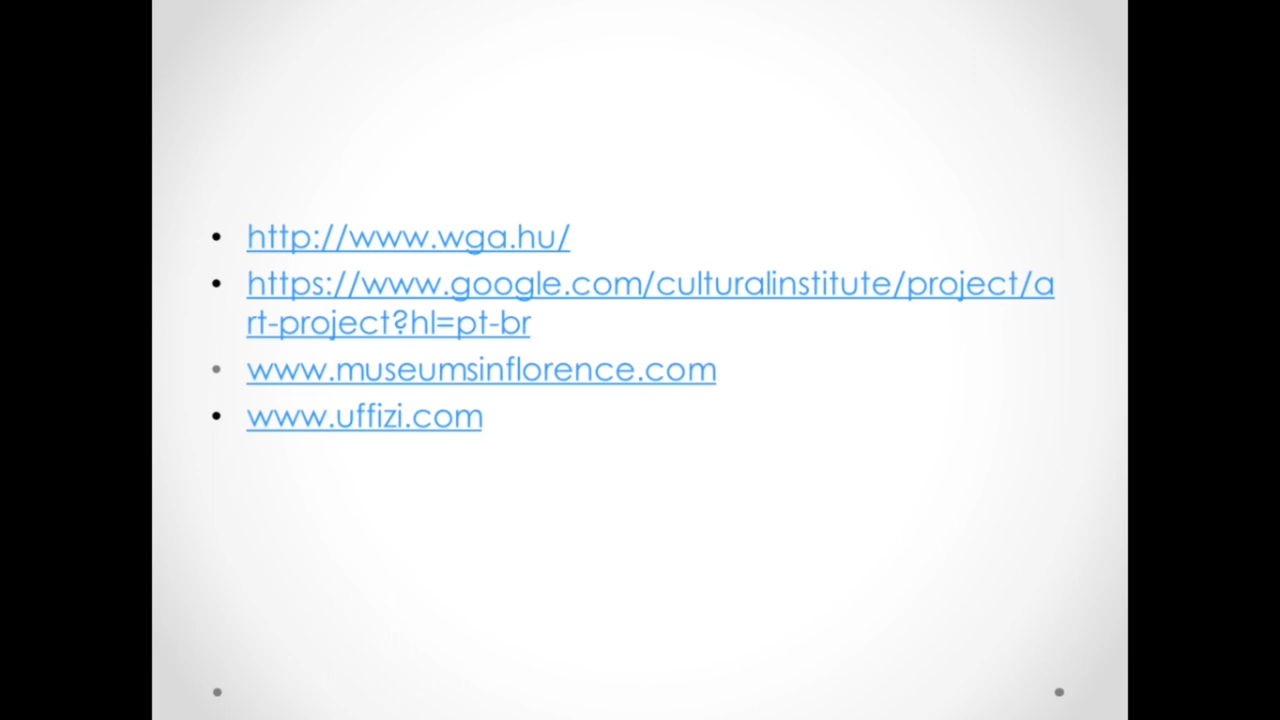 • http://www.wga.hu/
• https://www.google.com/culturalinstitute/project/a
rt-project?hl=pt-br
• www.museumsinflorence.com
• www.uffizi.com